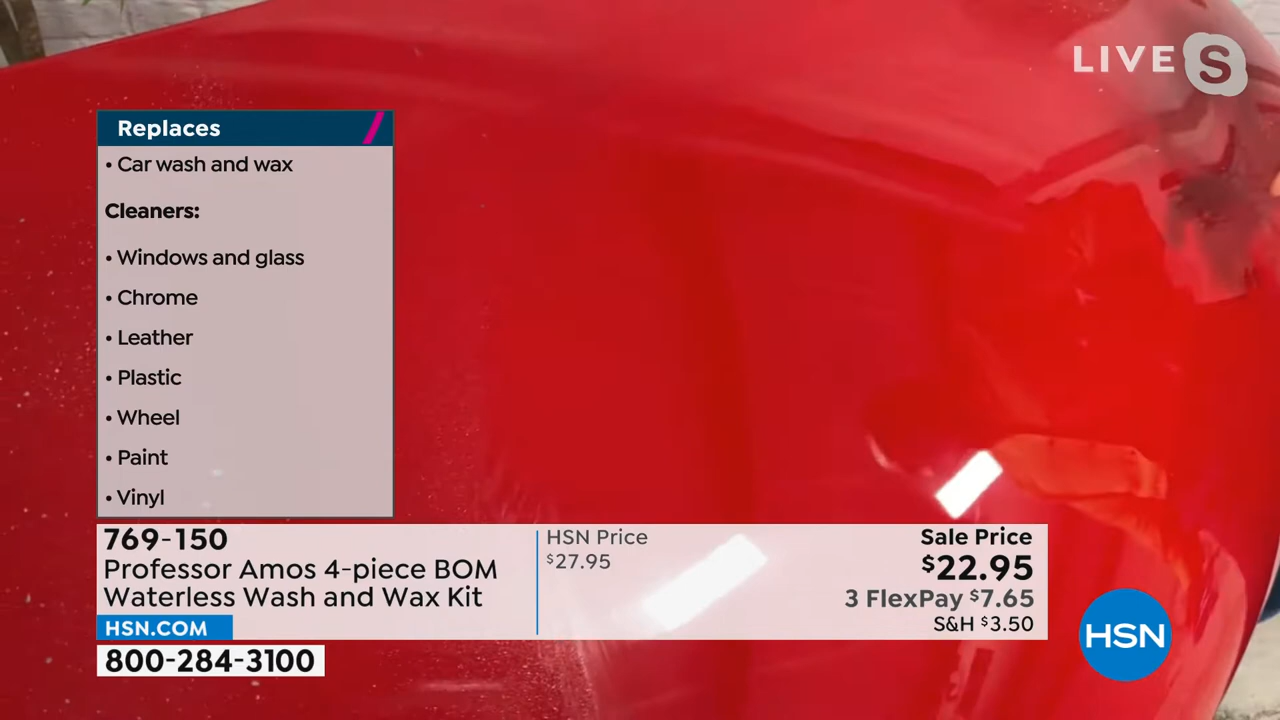 LIVE S
Replaces
• Car wash and wax
Cleaners:
• Windows and glass
• Chrome
• Leather
• Plastic
• Wheel
• Paint
• Vinyl
769-150
Professor Amos 4-piece BOM
Waterless Wash and Wax Kit
HSN.COM
800-284-3100
HSN Price
$27.95
Sale Price
$22.95
3 FlexPay $7.65
S&H $3.50
HSN